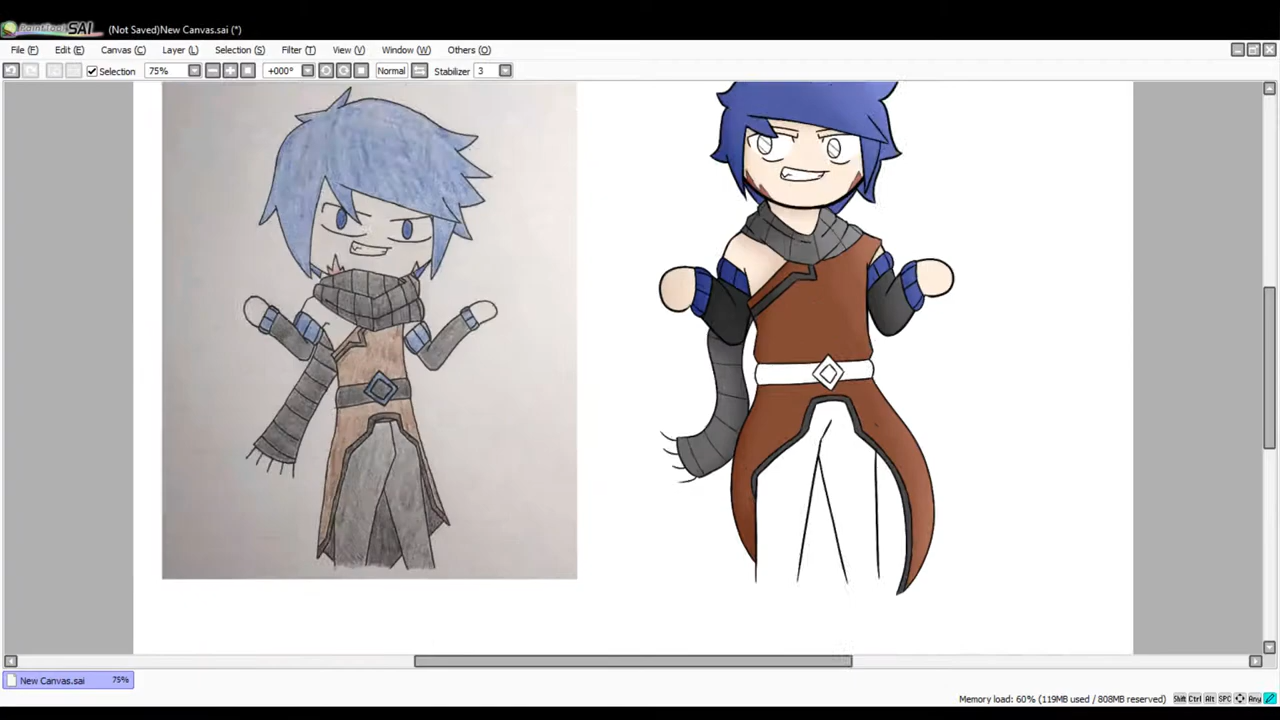 PaintTool SAI (Not Saved)New Canvas.sai (*)
File (F) Edit (E) Canvas (C) Layer (L) Selection (S) Filter (T) View (V) Window (W) Others (O)
Selection 75% +000° Normal Stabilizer 3
New Canvas.sai 75%
Memory load: 60% (119MB used / 808MB reserved) Shift Ctrl Alt SPC Any